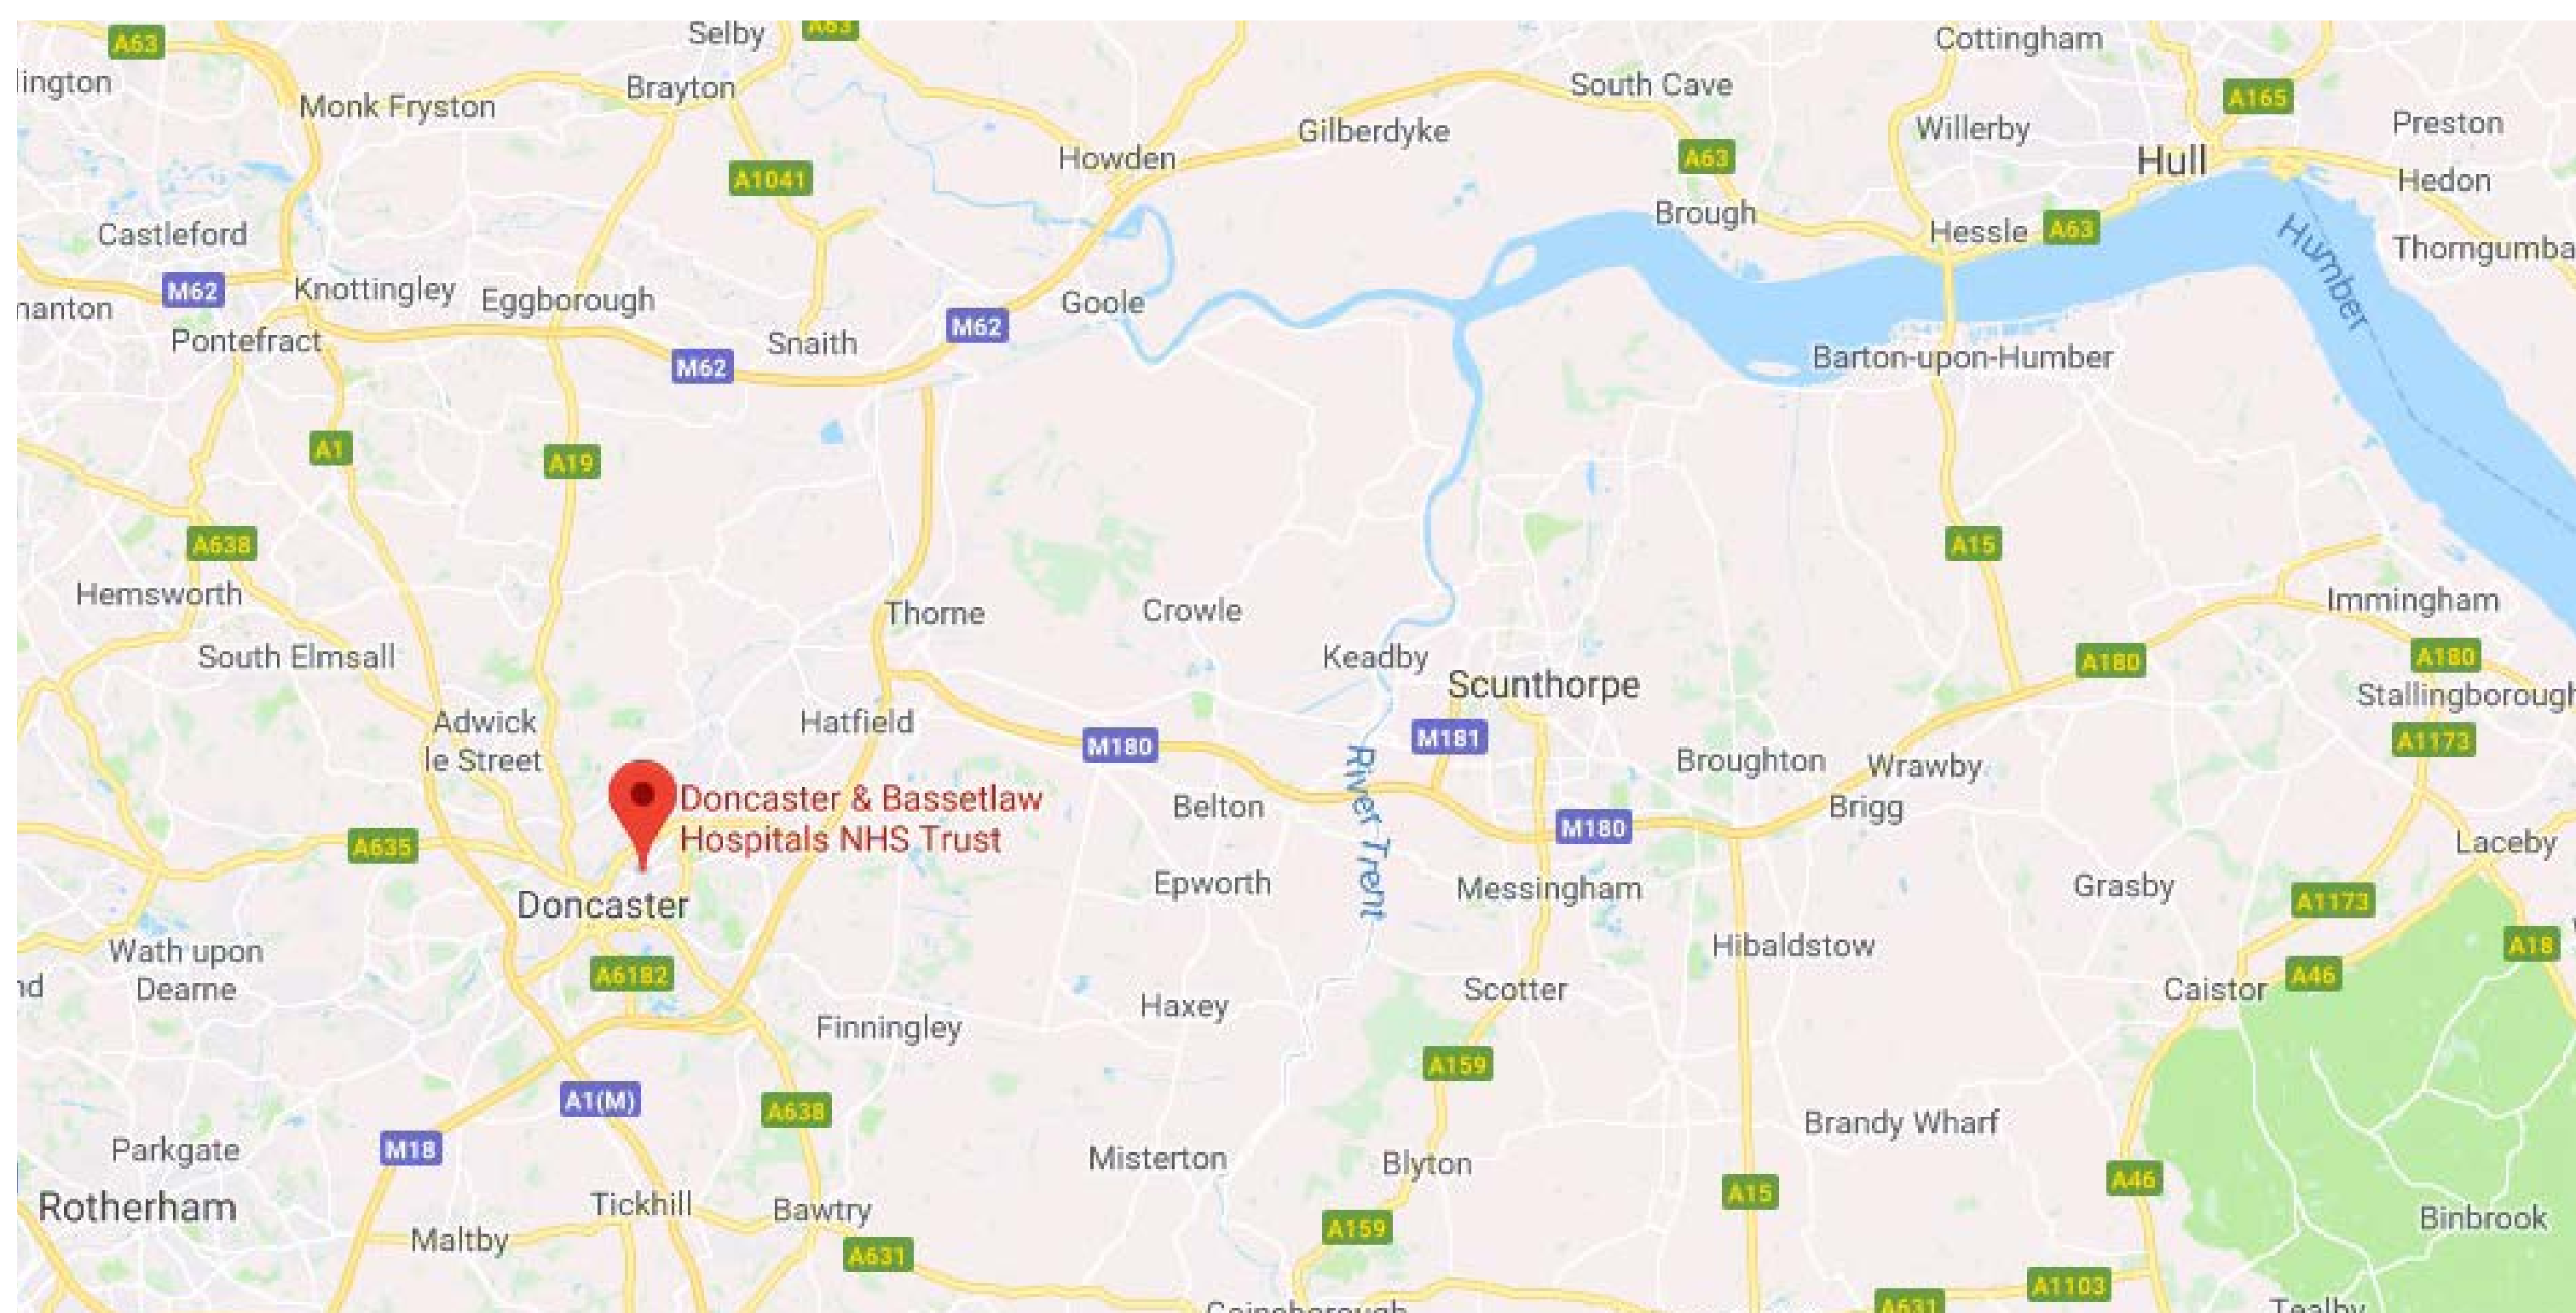 A63
Selby
A63
Cottingham
lington
Monk Fryston
Brayton
South Cave
A165
Willerby
Preston
Gilberdyke
Howden
A63
Hull
A1041
Hedon
Castleford
Brough
Hessle
A63
Humber
Thorngumba
M62
Knottingley
Eggborough
Goole
nanton
Pontefract
M62
Snaith
M62
Barton-upon-Humber
A1
A19
A638
A15
Hemsworth
Thorne
Crowle
Immingham
South Elmsall
Keadby
A180
A180
Scunthorpe
Stallingborough
Adwick
le Street
Hatfield
M180
M181
A1173
Broughton
Wrawby
Doncaster & Bassetlaw
Hospitals NHS Trust
River Trent
Belton
Brigg
M180
A635
Laceby
Doncaster
Epworth
Messingham
Grasby
A1173
Wath upon
Dearne
Hibaldstow
A18
A6182
nd
Scotter
Caistor
A46
Haxey
Finningley
A159
A1(M)
A638
Brandy Wharf
Parkgate
M18
Misterton
Blyton
A46
Rotherham
Tickhill
Bawtry
A15
Binbrook
Maltby
A159
A631
A1103
Gainsborough
A631
Tealby